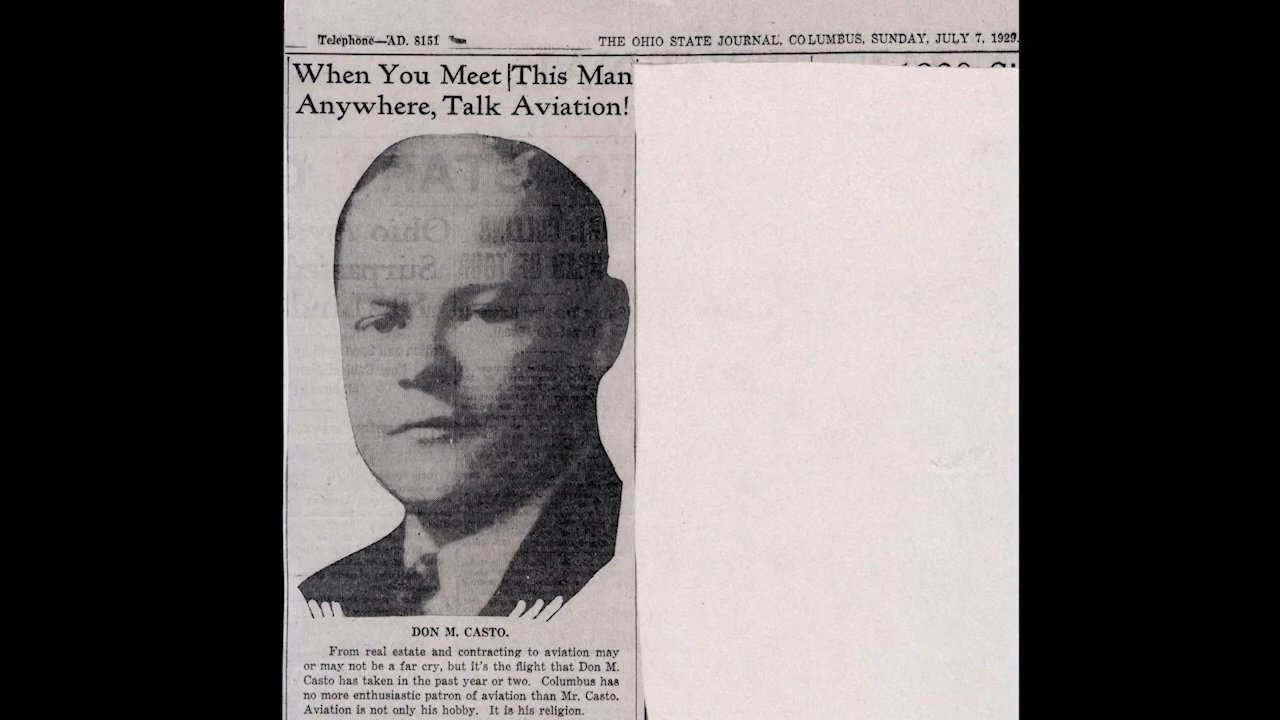 Telephone—AD. 8151
THE OHIO STATE JOURNAL, COLUMBUS, SUNDAY, JULY 7, 1929.
When You Meet This Man
Anywhere, Talk Aviation!
DON M. CASTO.
From real estate and contracting to aviation may
or may not be a far cry, but it's the flight that Don M.
Casto has taken in the past year or two. Columbus has
no more enthusiastic patron of aviation than Mr. Casto.
Aviation is not only his hobby. It is his religion.